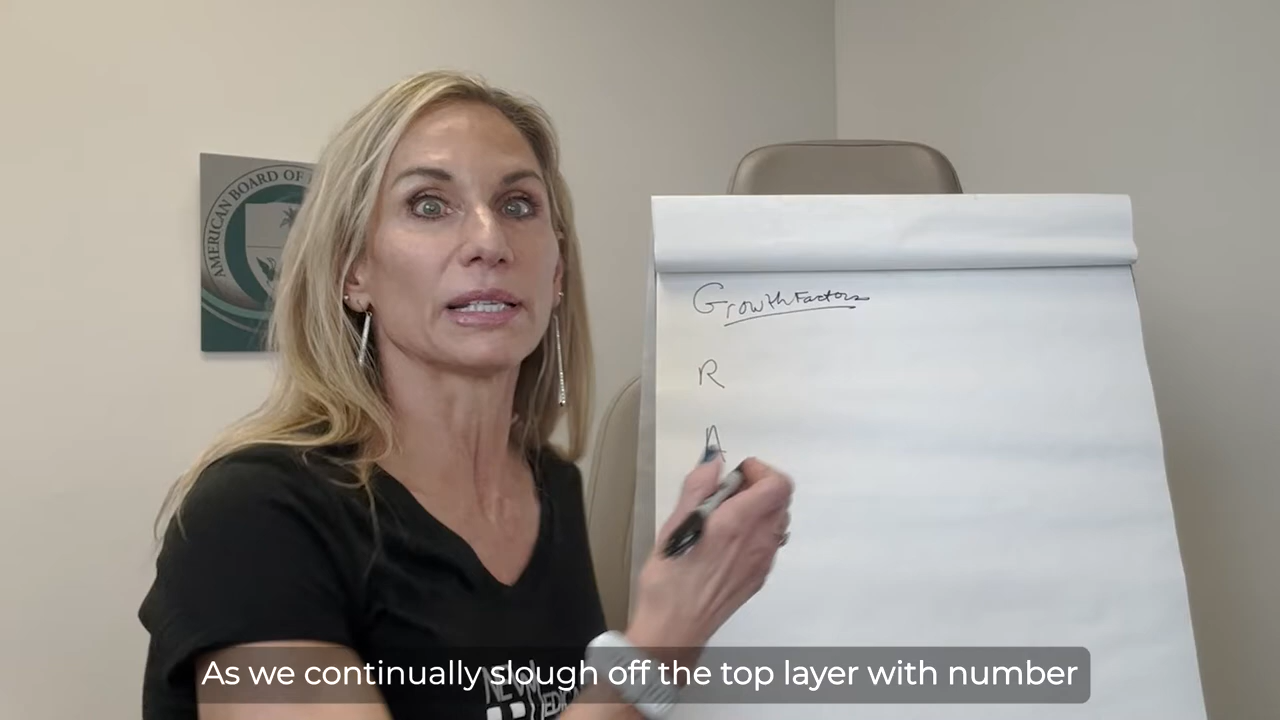 AMERICAN BOARD OF
Growth Factors
R
A
As we continually slough off the top layer with number